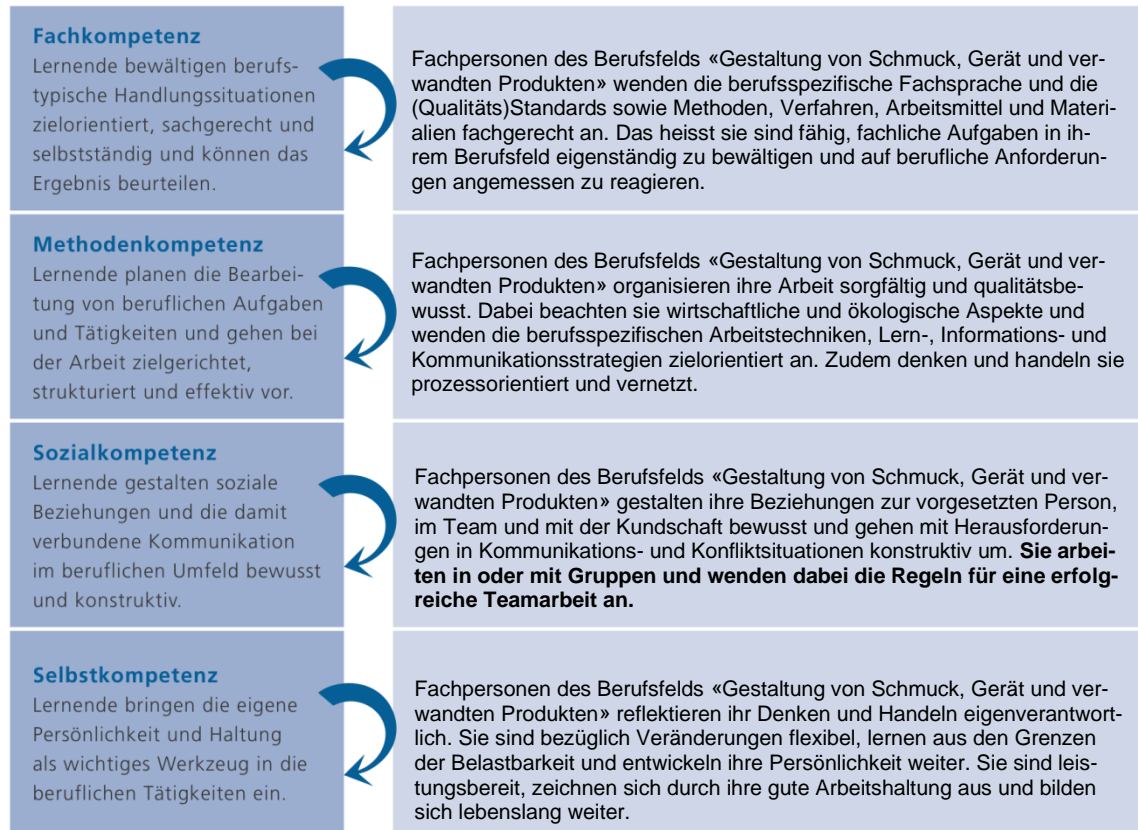 Fachkompetenz
Lernende bewältigen berufs-
typische Handlungssituationen
zielorientiert, sachgerecht und
selbstständig und können das
Ergebnis beurteilen.
Fachpersonen des Berufsfelds «Gestaltung von Schmuck, Gerät und ver-
wandten Produkten» wenden die berufsspezifische Fachsprache und die
(Qualitäts)Standards sowie Methoden, Verfahren, Arbeitsmittel und Materi-
alien fachgerecht an. Das heisst sie sind fähig, fachliche Aufgaben in ih-
rem Berufsfeld eigenständig zu bewältigen und auf berufliche Anforderun-
gen angemessen zu reagieren.
Methodenkompetenz
Lernende planen die Bearbei-
tung von beruflichen Aufgaben
und Tätigkeiten und gehen bei
der Arbeit zielgerichtet,
strukturiert und effektiv vor.
Fachpersonen des Berufsfelds «Gestaltung von Schmuck, Gerät und ver-
wandten Produkten» organisieren ihre Arbeit sorgfältig und qualitätsbe-
wusst. Dabei beachten sie wirtschaftliche und ökologische Aspekte und
wenden die berufsspezifischen Arbeitstechniken, Lern-, Informations- und
Kommunikationsstrategien zielorientiert an. Zudem denken und handeln sie
prozessorientiert und vernetzt.
Sozialkompetenz
Lernende gestalten soziale
Beziehungen und die damit
verbundene Kommunikation
im beruflichen Umfeld bewusst
und konstruktiv.
Fachpersonen des Berufsfelds «Gestaltung von Schmuck, Gerät und ver-
wandten Produkten» gestalten ihre Beziehungen zur vorgesetzten Person,
im Team und mit der Kundschaft bewusst und gehen mit Herausforderun-
gen in Kommunikations- und Konfliktsituationen konstruktiv um. Sie arbei-
ten in oder mit Gruppen und wenden dabei die Regeln für eine erfolg-
reiche Teamarbeit an.
Selbstkompetenz
Lernende bringen die eigene
Persönlichkeit und Haltung
als wichtiges Werkzeug in die
beruflichen Tätigkeiten ein.
Fachpersonen des Berufsfelds «Gestaltung von Schmuck, Gerät und ver-
wandten Produkten» reflektieren ihr Denken und Handeln eigenverantwort-
lich. Sie sind bezüglich Veränderungen flexibel, lernen aus den Grenzen
der Belastbarkeit und entwickeln ihre Persönlichkeit weiter. Sie sind leis-
tungsbereit, zeichnen sich durch ihre gute Arbeitshaltung aus und bilden
sich lebenslang weiter.